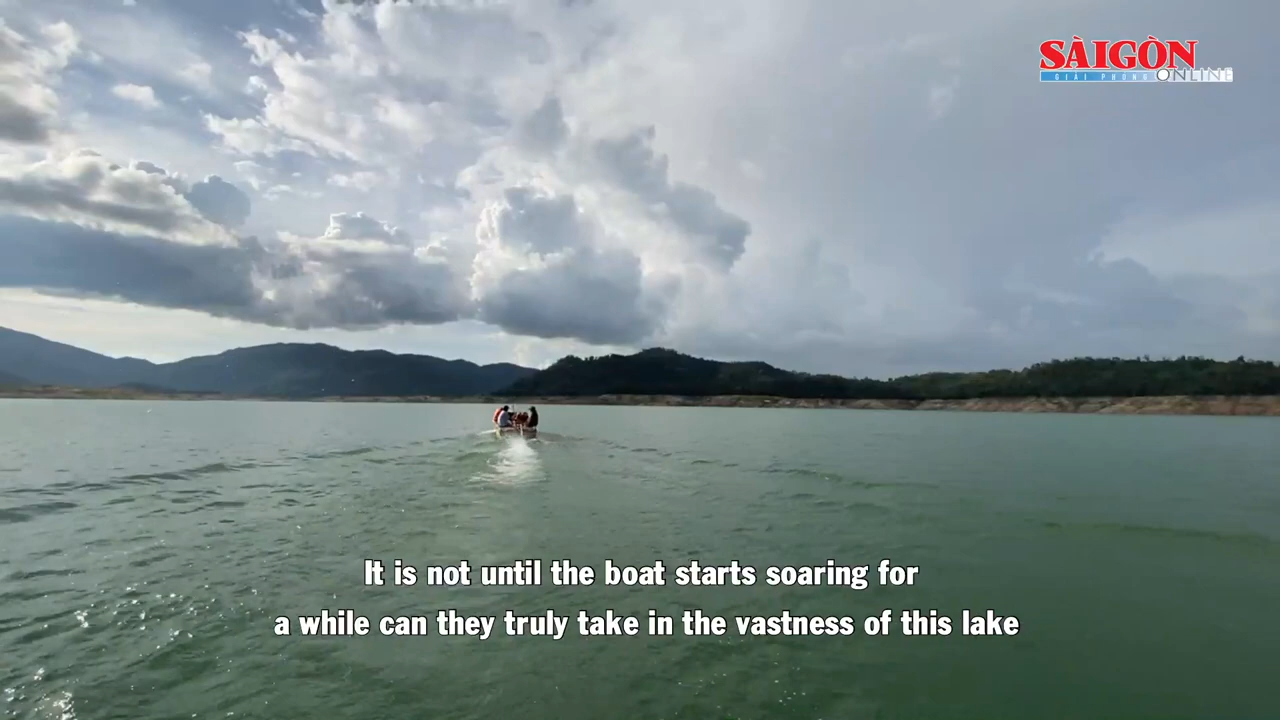 SÀIGÒN
GIẢI PHÓNG ONLINE
It is not until the boat starts soaring for
a while can they truly take in the vastness of this lake